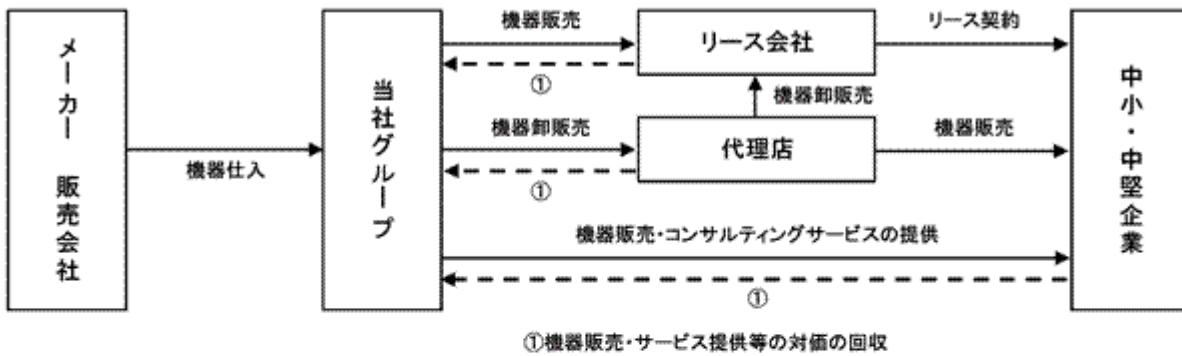 メーカー 販売会社
機器仕入
当社グループ
機器販売
①
リース会社
リース契約
機器卸販売
機器卸販売
①
代理店
機器販売
機器販売・コンサルティングサービスの提供
①
中小・中堅企業
①機器販売・サービス提供等の対価の回収